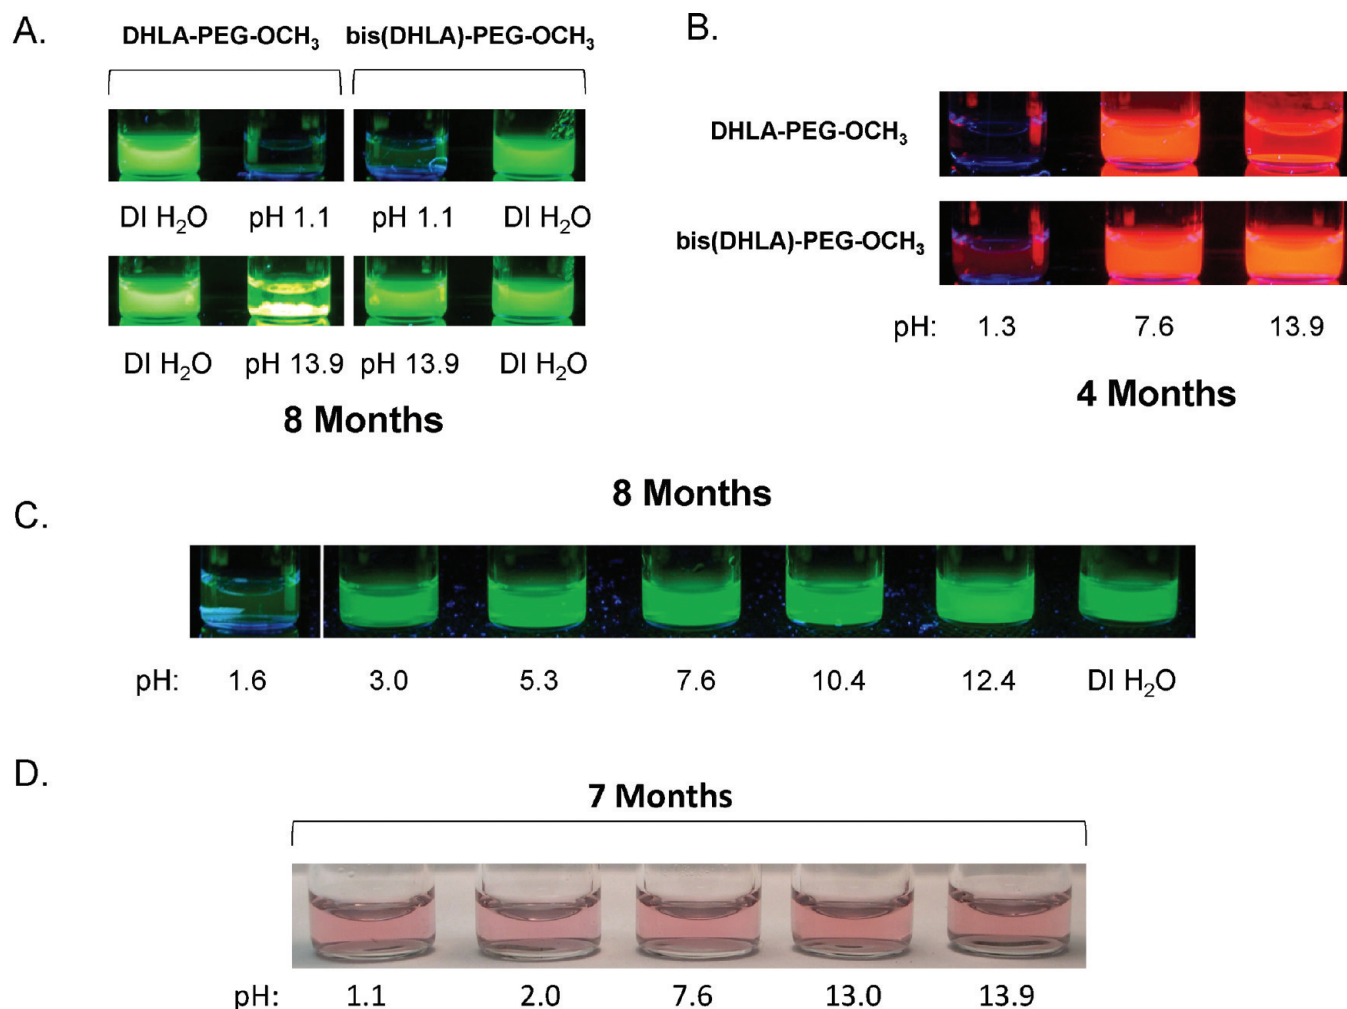 A.
DHLA-PEG-OCH₃ bis(DHLA)-PEG-OCH₃
DI H₂O pH 1.1 pH 1.1 DI H₂O
DI H₂O pH 13.9 pH 13.9 DI H₂O
8 Months
B.
DHLA-PEG-OCH₃
bis(DHLA)-PEG-OCH₃
pH: 1.3 7.6 13.9
4 Months
C.
8 Months
pH: 1.6 3.0 5.3 7.6 10.4 12.4 DI H₂O
D.
7 Months
pH: 1.1 2.0 7.6 13.0 13.9